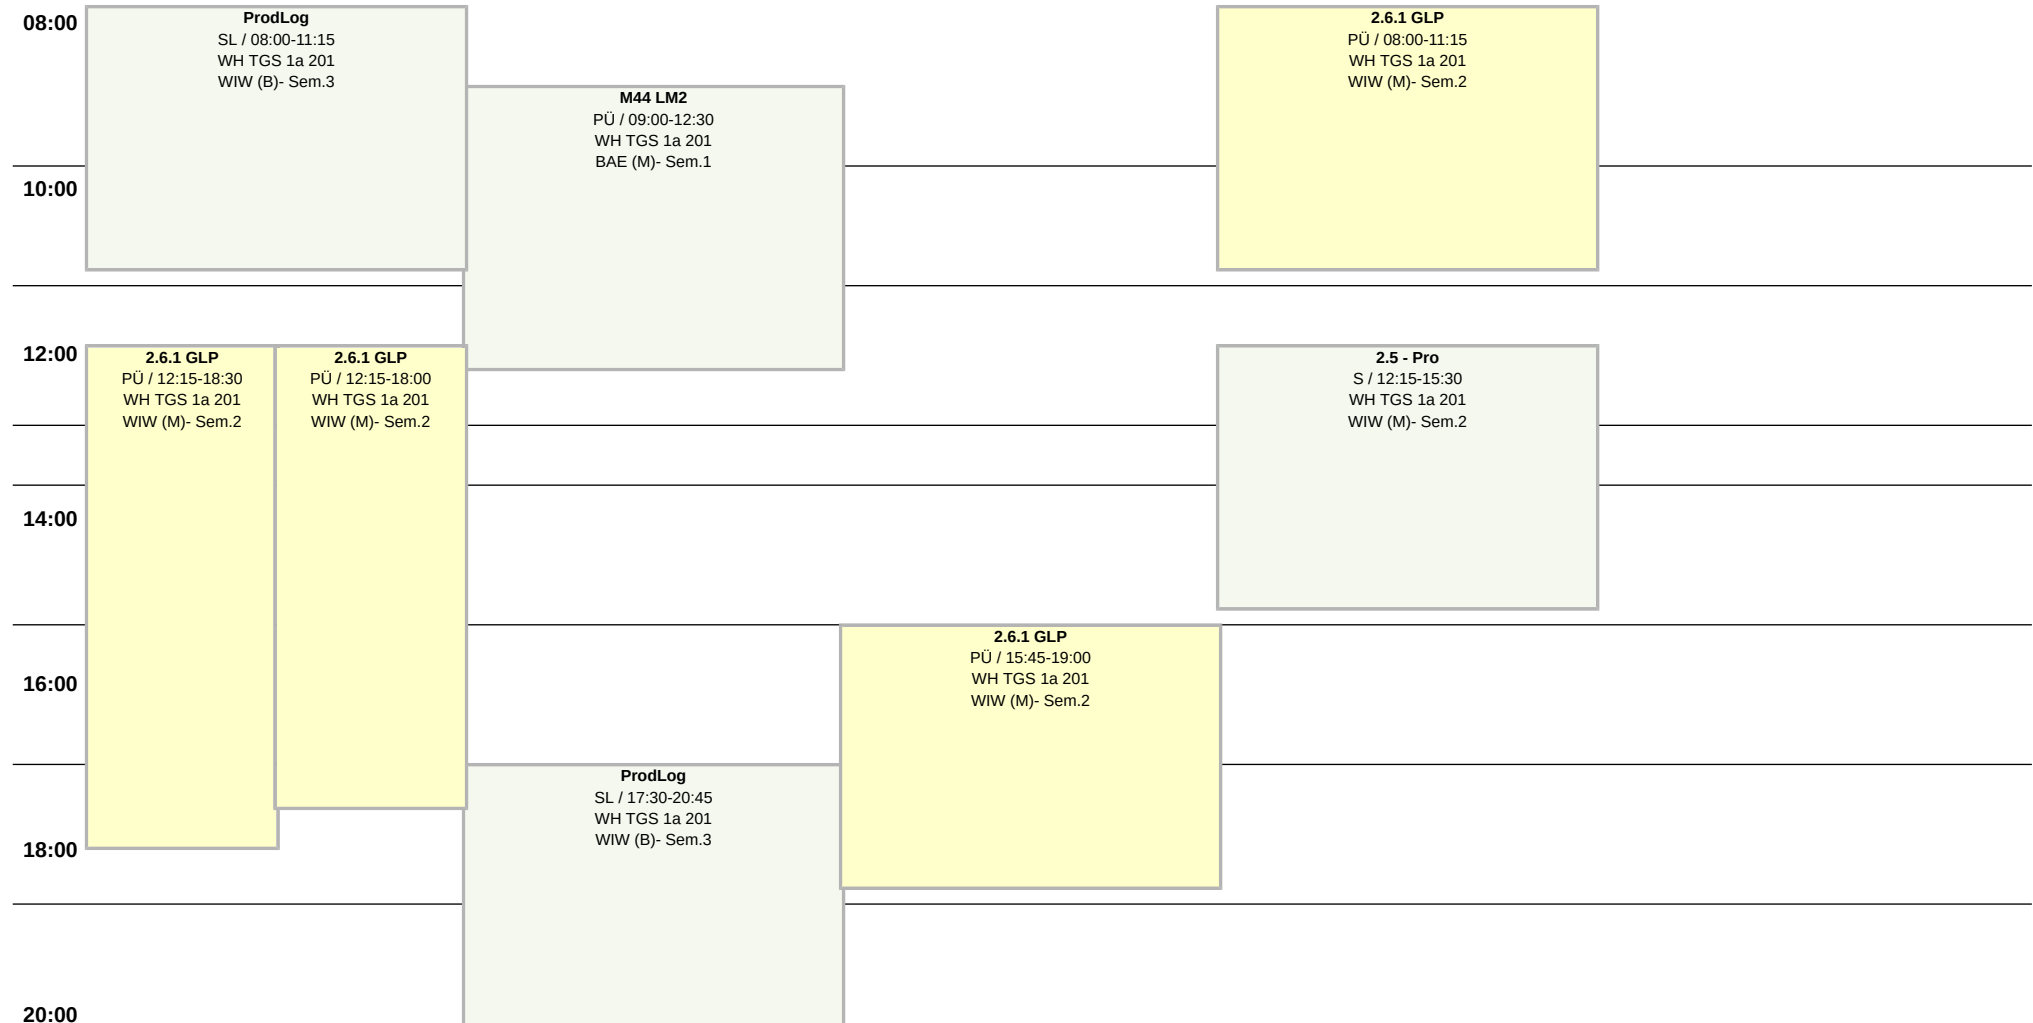 08:00
ProdLog
SL / 08:00-11:15
WH TGS 1a 201
WIW (B)- Sem.3
M44 LM2
PÜ / 09:00-12:30
WH TGS 1a 201
BAE (M)- Sem.1
2.6.1 GLP
PÜ / 08:00-11:15
WH TGS 1a 201
WIW (M)- Sem.2
10:00
12:00
2.6.1 GLP
PÜ / 12:15-18:30
WH TGS 1a 201
WIW (M)- Sem.2
2.6.1 GLP
PÜ / 12:15-18:00
WH TGS 1a 201
WIW (M)- Sem.2
2.5 - Pro
S / 12:15-15:30
WH TGS 1a 201
WIW (M)- Sem.2
14:00
2.6.1 GLP
PÜ / 15:45-19:00
WH TGS 1a 201
WIW (M)- Sem.2
16:00
ProdLog
SL / 17:30-20:45
WH TGS 1a 201
WIW (B)- Sem.3
18:00
20:00